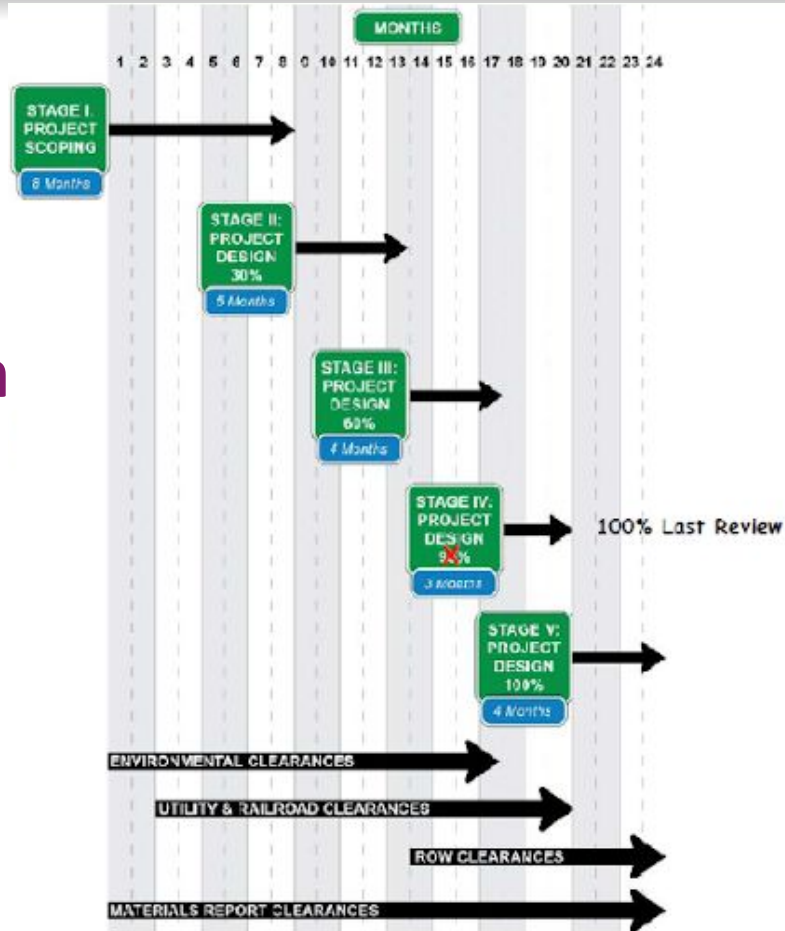 MONTHS
1 2 3 4 5 6 7 8 9 10 11 12 13 14 15 16 17 18 19 20 21 22 23 24
STAGE I:
PROJECT
SCOPING
8 Months
STAGE II:
PROJECT
DESIGN
30%
5 Months
STAGE III:
PROJECT
DESIGN
60%
4 Months
STAGE IV:
PROJECT
DESIGN
3 Months
100% Last Review
STAGE V:
PROJECT
DESIGN
100%
4 Months
ENVIRONMENTAL CLEARANCES
UTILITY & RAILROAD CLEARANCES
ROW CLEARANCES
MATERIALS REPORT CLEARANCES